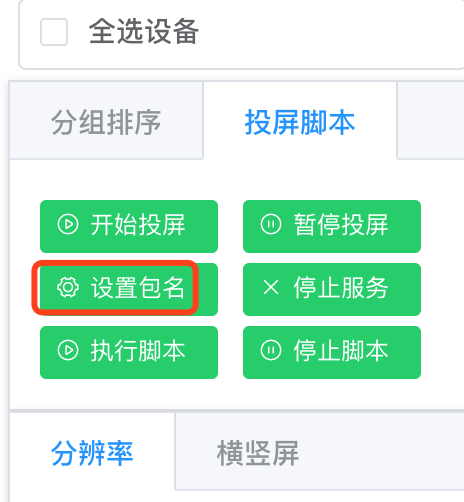 全选设备
分组排序 投屏脚本
开始投屏 暂停投屏
设置包名 停止服务
执行脚本 停止脚本
分辨率 横竖屏